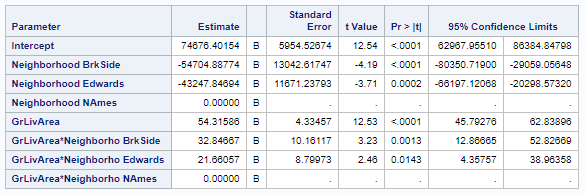 Parameter Estimate Standard Error t Value Pr > |t| 95% Confidence Limits
Intercept 74676.40154 B 5954.52674 12.54 <.0001 62967.95510 86384.84798
Neighborhood BrkSide -54704.88774 B 13042.61747 -4.19 <.0001 -80350.71900 -29059.05648
Neighborhood Edwards -43247.84694 B 11671.23793 -3.71 0.0002 -66197.12068 -20298.57320
Neighborhood NAmes 0.00000 B . . . . .
GrLivArea 54.31586 B 4.33457 12.53 <.0001 45.79276 62.83896
GrLivArea*Neighborho BrkSide 32.84667 B 10.16117 3.23 0.0013 12.86665 52.82669
GrLivArea*Neighborho Edwards 21.66057 B 8.79973 2.46 0.0143 4.35757 38.96358
GrLivArea*Neighborho NAmes 0.00000 B . . . . .